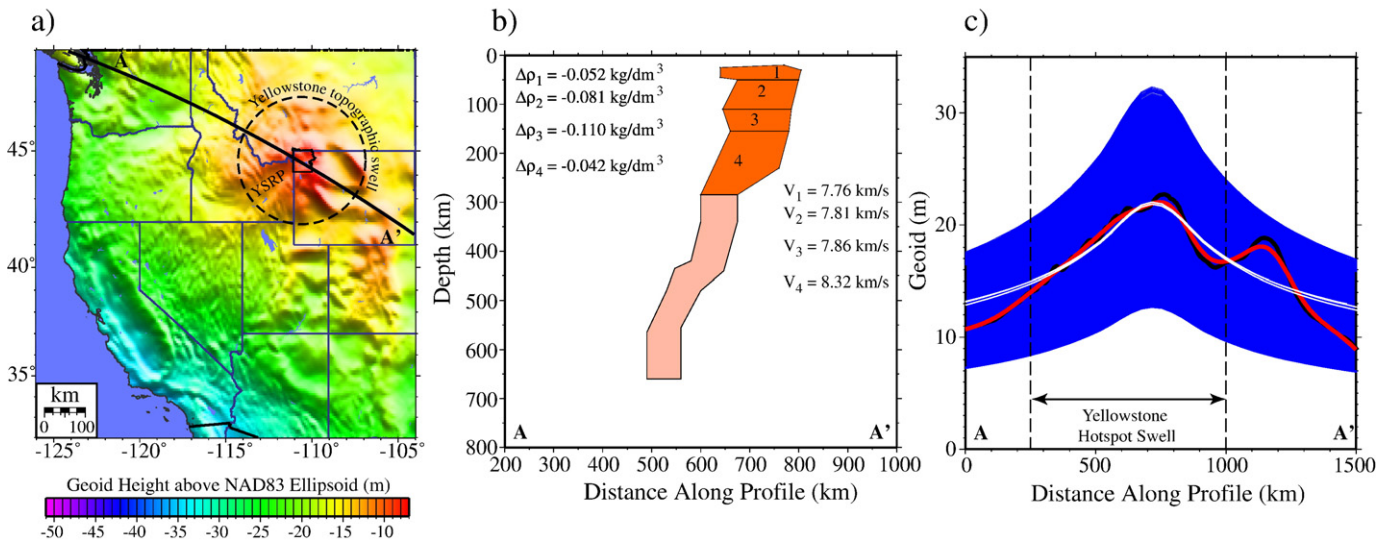 a)
A
Yellowstone topographic swell
YSRP
A'
45°
40°
35°
km
0 100
-125° -120° -115° -110° -105°
Geoid Height above NAD83 Ellipsoid (m)
-50 -45 -40 -35 -30 -25 -20 -15 -10
b)
Depth (km)
0
100
200
300
400
500
600
700
800
Δρ1 = -0.052 kg/dm³
Δρ2 = -0.081 kg/dm³
Δρ3 = -0.110 kg/dm³
Δρ4 = -0.042 kg/dm³
1
2
3
4
V1 = 7.76 km/s
V2 = 7.81 km/s
V3 = 7.86 km/s
V4 = 8.32 km/s
A A'
200 300 400 500 600 700 800 900 1000
Distance Along Profile (km)
c)
Geoid (m)
30
20
10
0
Yellowstone
Hotspot Swell
A A'
0 500 1000 1500
Distance Along Profile (km)